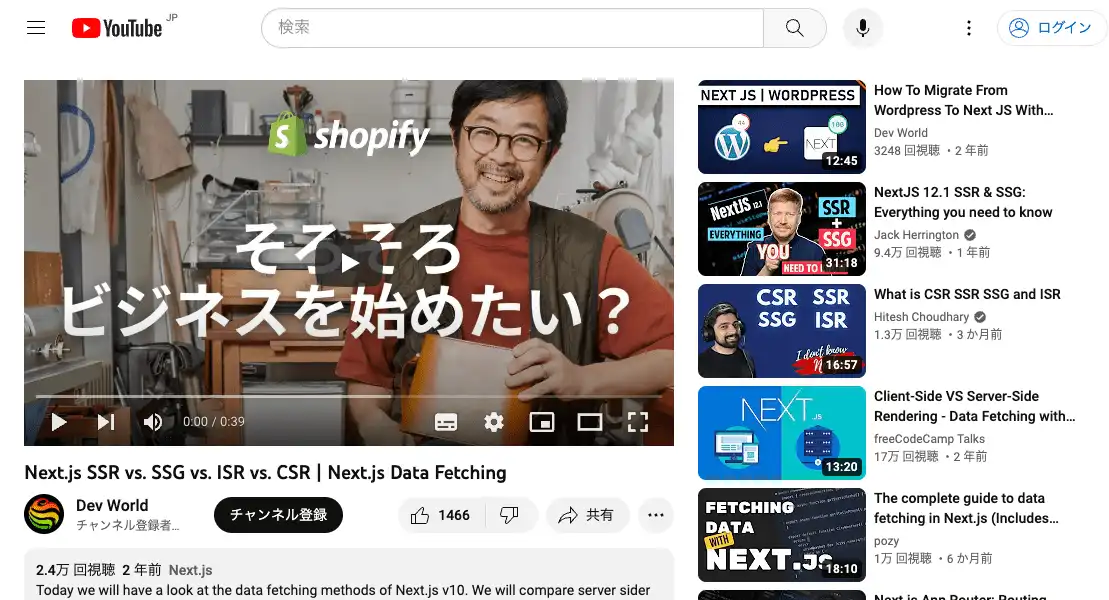 YouTube JP
検索
ログイン
shopify
そろそろ
ビジネスを始めたい？
0:00 / 0:39
Next.js SSR vs. SSG vs. ISR vs. CSR | Next.js Data Fetching
Dev World
チャンネル登録者...
チャンネル登録
1466
共有
2.4万 回視聴 2 年前 Next.js
Today we will have a look at the data fetching methods of Next.js v10. We will compare server sider
NEXT JS | WORDPRESS
44
100
NEXT
12:45
How To Migrate From
Wordpress To Next JS With...
Dev World
3248 回視聴 ・2 年前
NextJS 12.1
EVERYTHING
YOU
NEED TO
SSR
+
SSG
31:18
NextJS 12.1 SSR & SSG:
Everything you need to know
Jack Herrington
9.4万 回視聴 ・1 年前
CSR SSR
SSG ISR
I don't know
16:57
What is CSR SSR SSG and ISR
Hitesh Choudhary
1.3万 回視聴 ・3 か月前
NEXT.JS
13:20
Client-Side VS Server-Side
Rendering - Data Fetching with...
freeCodeCamp Talks
17万 回視聴 ・2 年前
FETCHING
DATA
WITH
NEXT.JS
18:10
The complete guide to data
fetching in Next.js (Includes...
pozy
1万 回視聴 ・6 か月前
Next.js App Router: Routing,